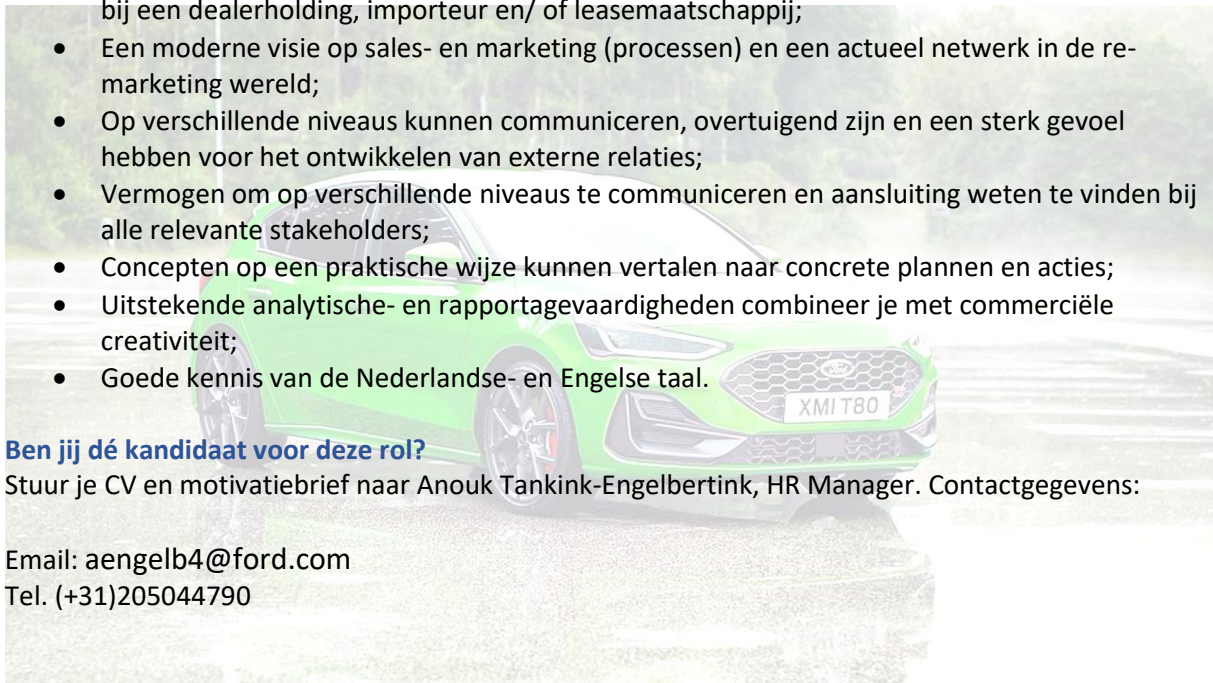 bij een dealerholding, importeur en/ of leasemaatschappij;
• Een moderne visie op sales- en marketing (processen) en een actueel netwerk in de re-
marketing wereld;
• Op verschillende niveaus kunnen communiceren, overtuigend zijn en een sterk gevoel
hebben voor het ontwikkelen van externe relaties;
• Vermogen om op verschillende niveaus te communiceren en aansluiting weten te vinden bij
alle relevante stakeholders;
• Concepten op een praktische wijze kunnen vertalen naar concrete plannen en acties;
• Uitstekende analytische- en rapportagevaardigheden combineer je met commerciële
creativiteit;
• Goede kennis van de Nederlandse- en Engelse taal.
Ford
XMI T80
Ben jij dé kandidaat voor deze rol?
Stuur je CV en motivatiebrief naar Anouk Tankink-Engelbertink, HR Manager. Contactgegevens:
Email: aengelb4@ford.com
Tel. (+31)205044790